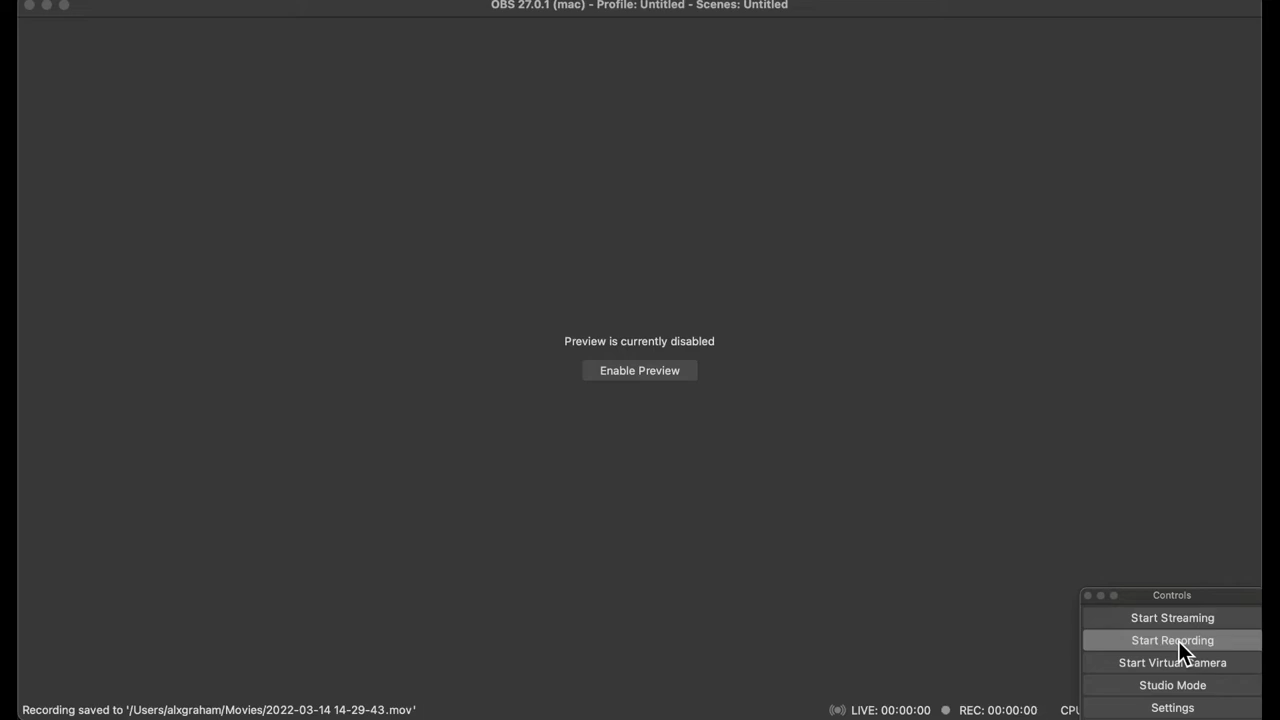 OBS 27.0.1 (mac) - Profile: Untitled - Scenes: Untitled
Preview is currently disabled
Enable Preview
Controls
Start Streaming
Start Recording
Start Virtual Camera
Studio Mode
Settings
Recording saved to '/Users/alxgraham/Movies/2022-03-14 14-29-43.mov'
LIVE: 00:00:00
REC: 00:00:00
CPU